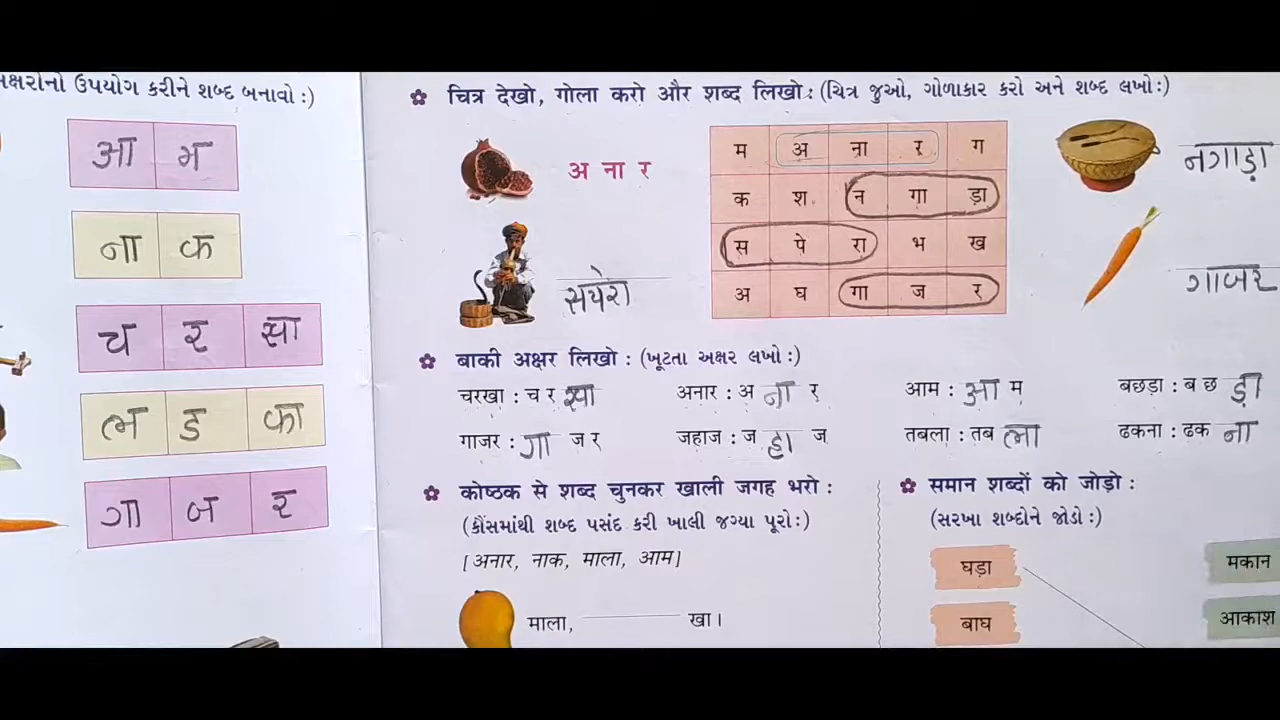 અક્ષરોનો ઉપયોગ કરીને શબ્દ બનાવો :)
आ म
ना क
च र खा
ल ड का
गा ज र
चित्र देखो, गोला करो और शब्द लिखो : (ચિત્ર જુઓ, ગોળાકાર કરો અને શબ્દ લખો :)
अ ना र
सपेरा
म अ ना र ग
क श न गा ड़ा
स पे रा भ ख
अ घ गा ज र
नगाड़ा
गाजर
बाकी अक्षर लिखो : (ખૂટતા અક્ષર લખો :)
चरखा : च र खा अनार : अ ना र आम : आ म बछड़ा : ब छ ड़ा
गाजर : गा ज र जहाज : ज हा ज तबला : तब ला ढकना : ढक ना
कोष्ठक से शब्द चुनकर खाली जगह भरो :
(કૌંસમાંથી શબ્દ પસંદ કરી ખાલી જગ્યા પૂરો :)
[अनार, नाक, माला, आम]
माला, ______ खा।
समान शब्दों को जोड़ो :
(સરખા શબ્દોને જોડો :)
घड़ा मकान
बाघ आकाश